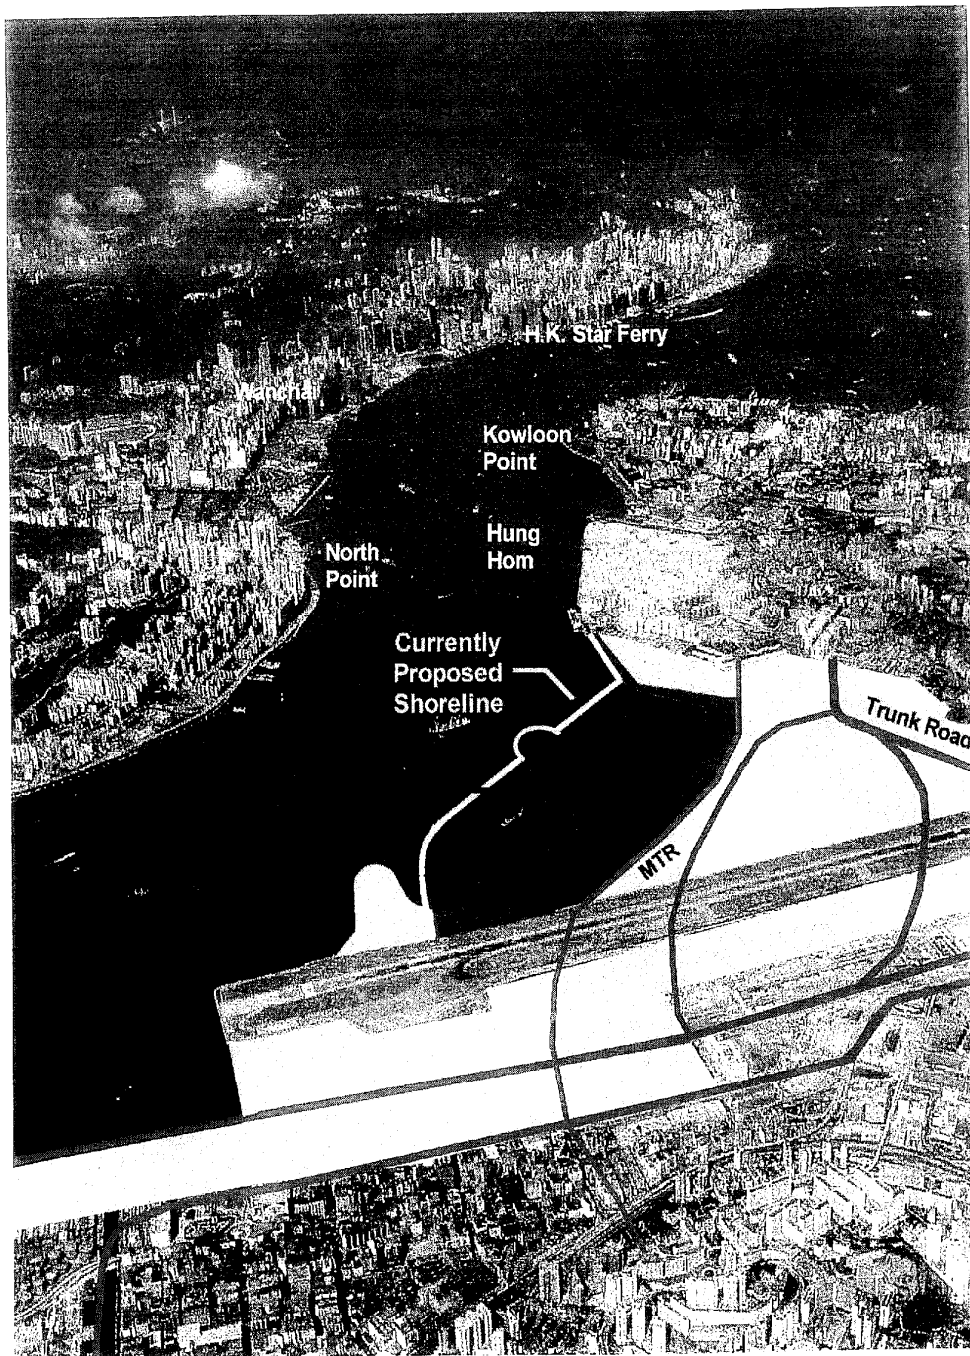 H.K. Star Ferry
Wanchai
Kowloon
Point
Hung
Hom
North
Point
Currently
Proposed
Shoreline
Trunk Road
MTR